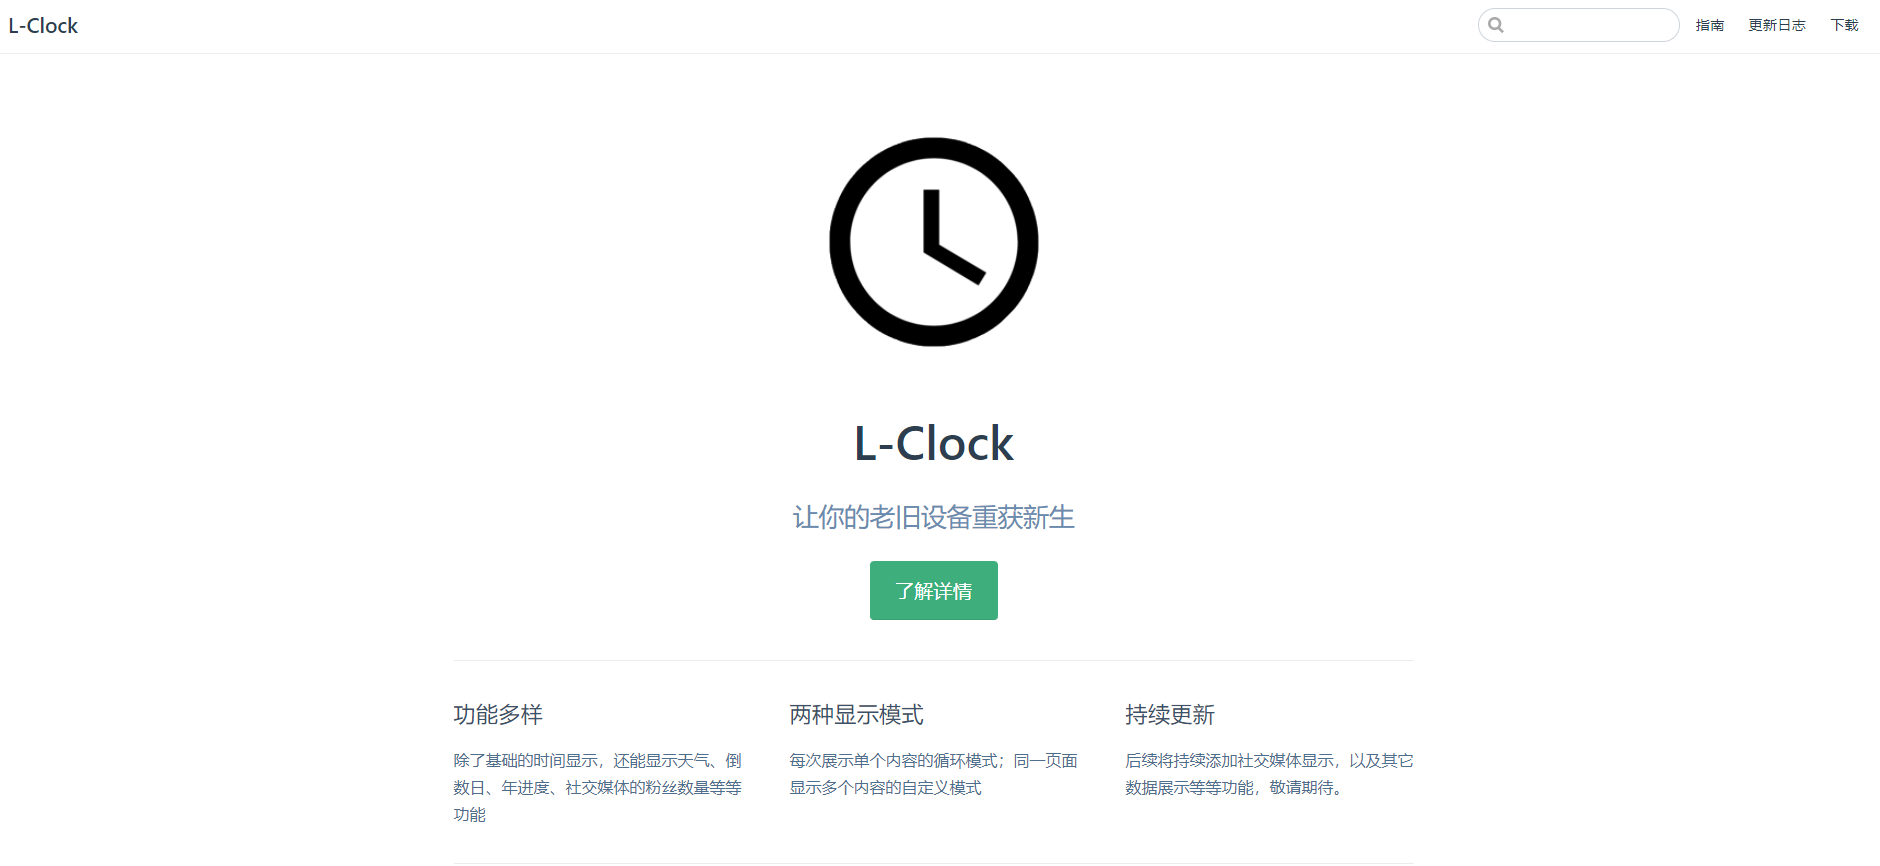 L-Clock
指南
更新日志
下载
L-Clock
让你的老旧设备重获新生
了解详情
功能多样
除了基础的时间显示，还能显示天气、倒
数日、年进度、社交媒体的粉丝数量等等
功能
两种显示模式
每次展示单个内容的循环模式；同一页面
显示多个内容的自定义模式
持续更新
后续将持续添加社交媒体显示，以及其它
数据展示等等功能，敬请期待。